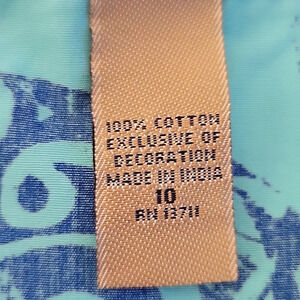 100% COTTON
EXCLUSIVE OF
DECORATION
MADE IN INDIA
10
RN 13711